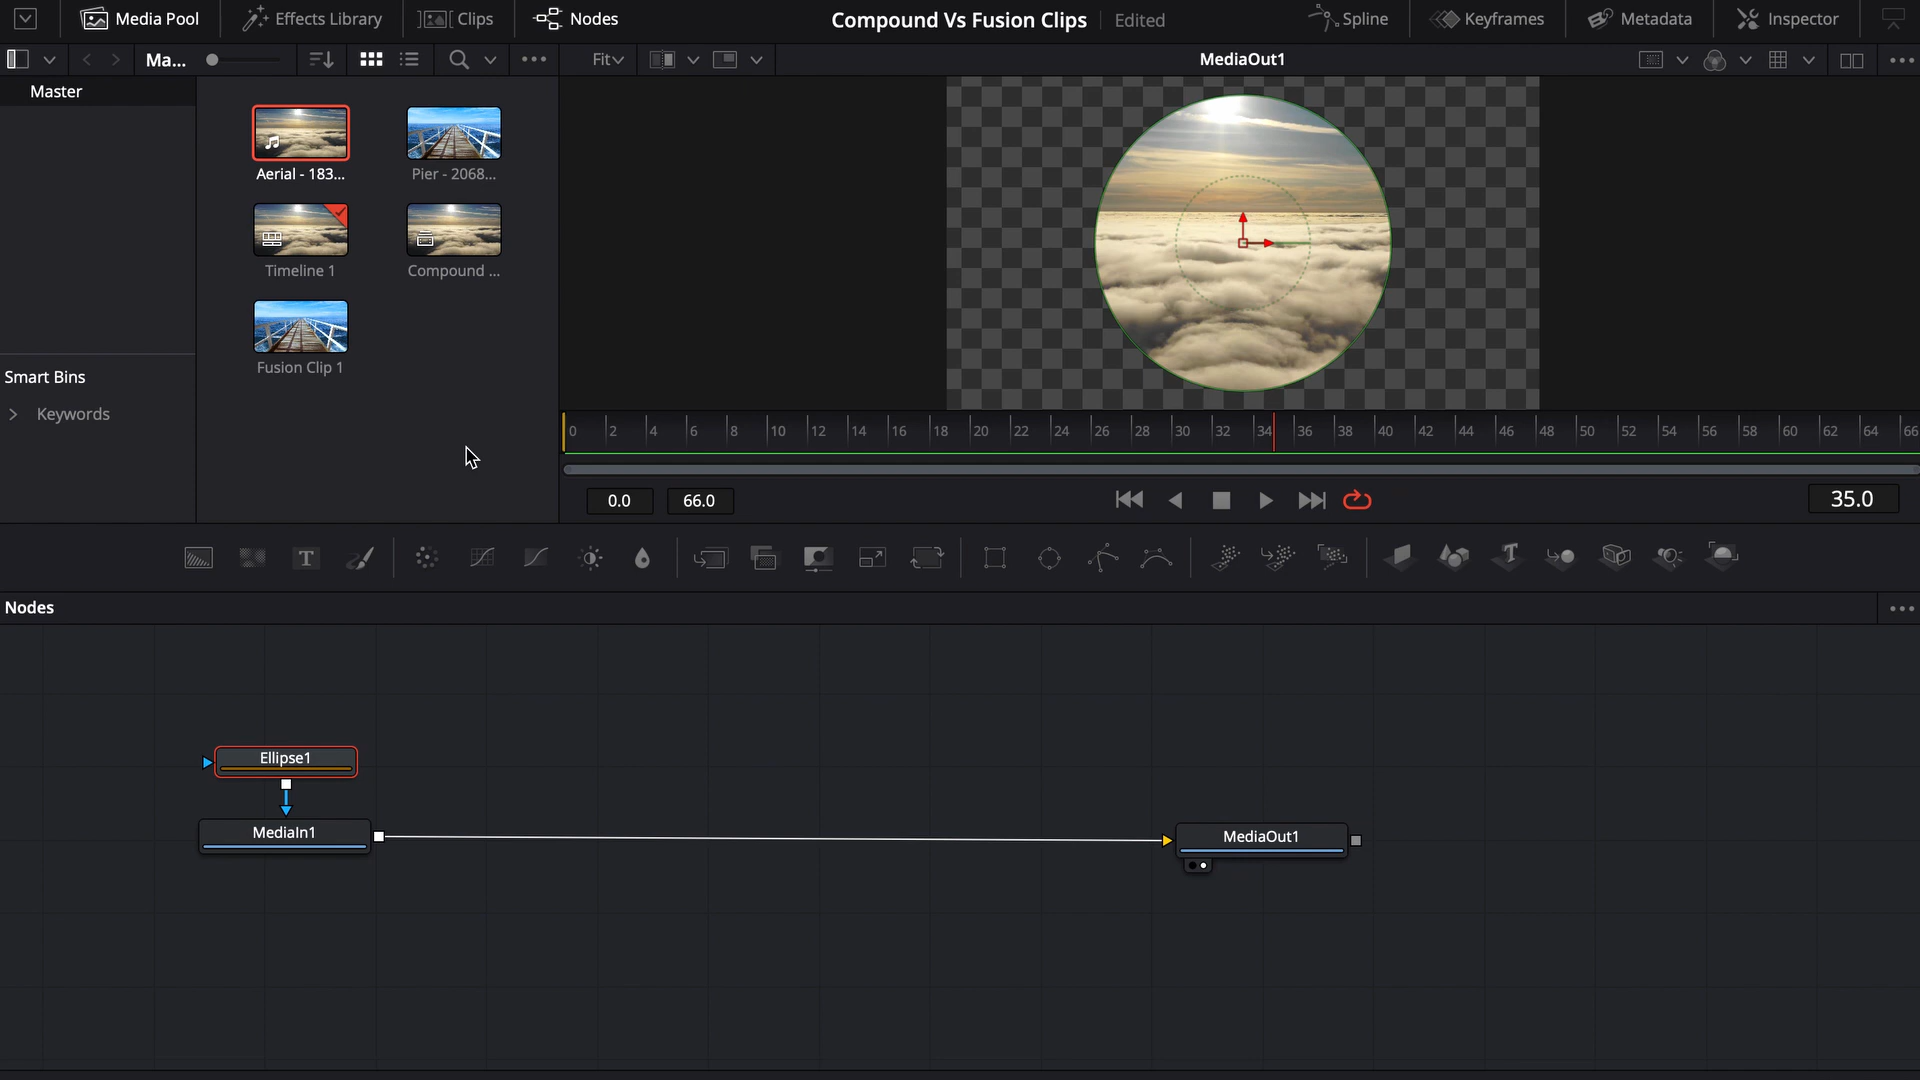 Media Pool
Effects Library
Clips
Nodes
Compound Vs Fusion Clips
Edited
Spline
Keyframes
Metadata
Inspector
Ma...
Fit
MediaOut1
Master
Aerial - 183...
Pier - 2068...
Timeline 1
Compound ...
Fusion Clip 1
Smart Bins
Keywords
0 2 4 6 8 10 12 14 16 18 20 22 24 26 28 30 32 34 36 38 40 42 44 46 48 50 52 54 56 58 60 62 64 66
0.0
66.0
35.0
T
T
Nodes
Ellipse1
MediaIn1
MediaOut1